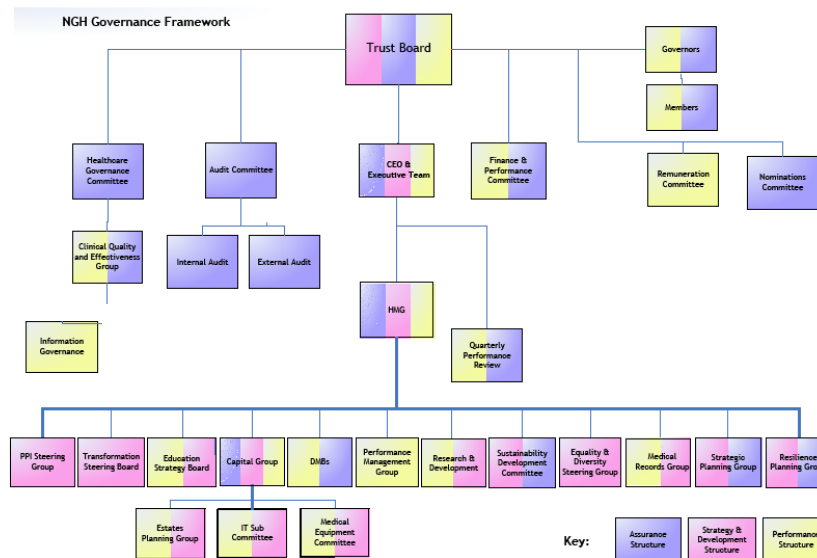 NGH Governance Framework
Trust Board
Governors
Members
Healthcare
Governance
Committee
Audit Committee
CEO &
Executive Team
Finance &
Performance
Committee
Remuneration
Committee
Nominations
Committee
Clinical Quality
and Effectiveness
Group
Internal Audit
External Audit
HMG
Information
Governance
Quarterly
Performance
Review
PPI Steering
Group
Transformation
Steering Board
Education
Strategy Board
Capital Group
DMBs
Performance
Management
Group
Research &
Development
Sustainability
Development
Committee
Equality &
Diversity
Steering Group
Medical
Records Group
Strategic
Planning Group
Resilience
Planning Gro
Estates
Planning Group
IT Sub
Committee
Medical
Equipment
Committee
Key:
Assurance
Structure
Strategy &
Development
Structure
Performance
Structure